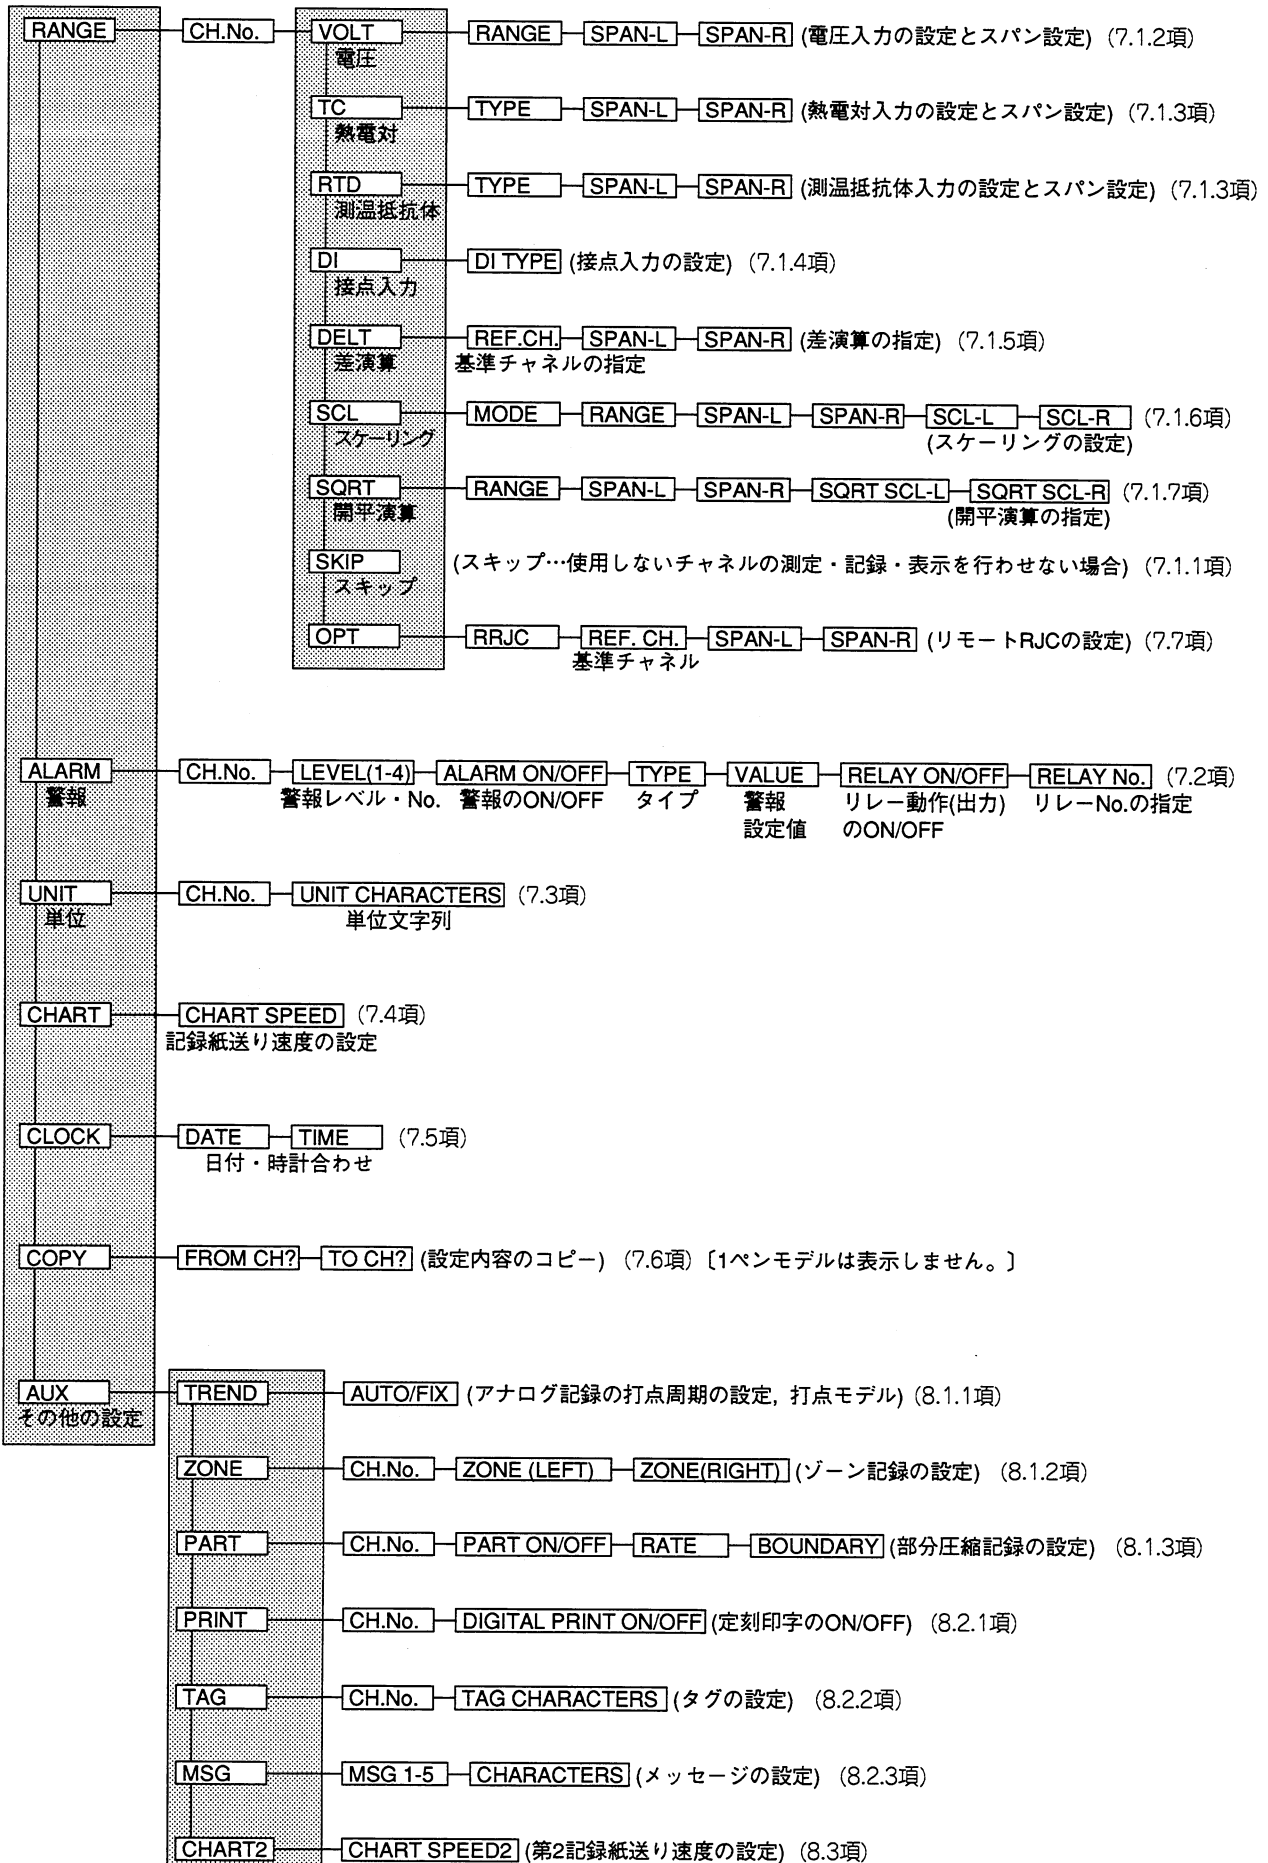 RANGE CH.No. VOLT RANGE SPAN-L SPAN-R (電圧入力の設定とスパン設定) (7.1.2項)
電圧
TC TYPE SPAN-L SPAN-R (熱電対入力の設定とスパン設定) (7.1.3項)
熱電対
RTD TYPE SPAN-L SPAN-R (測温抵抗体入力の設定とスパン設定) (7.1.3項)
測温抵抗体
DI DI TYPE (接点入力の設定) (7.1.4項)
接点入力
DELT REF.CH. SPAN-L SPAN-R (差演算の指定) (7.1.5項)
差演算 基準チャネルの指定
SCL MODE RANGE SPAN-L SPAN-R SCL-L SCL-R (7.1.6項)
スケーリング (スケーリングの設定)
SQRT RANGE SPAN-L SPAN-R SQRT SCL-L SQRT SCL-R (7.1.7項)
開平演算 (開平演算の指定)
SKIP (スキップ…使用しないチャネルの測定・記録・表示を行わせない場合) (7.1.1項)
スキップ
OPT RRJC REF. CH. SPAN-L SPAN-R (リモートRJCの設定) (7.7項)
基準チャネル
ALARM CH.No. LEVEL(1-4) ALARM ON/OFF TYPE VALUE RELAY ON/OFF RELAY No. (7.2項)
警報 警報レベル・No. 警報のON/OFF タイプ 警報 リレー動作(出力) リレーNo.の指定
設定値 のON/OFF
UNIT CH.No. UNIT CHARACTERS (7.3項)
単位 単位文字列
CHART CHART SPEED (7.4項)
記録紙送り速度の設定
CLOCK DATE TIME (7.5項)
日付・時計合わせ
COPY FROM CH? TO CH? (設定内容のコピー) (7.6項)〔1ペンモデルは表示しません。〕
AUX TREND AUTO/FIX (アナログ記録の打点周期の設定, 打点モデル) (8.1.1項)
その他の設定
ZONE CH.No. ZONE (LEFT) ZONE(RIGHT) (ゾーン記録の設定) (8.1.2項)
PART CH.No. PART ON/OFF RATE BOUNDARY (部分圧縮記録の設定) (8.1.3項)
PRINT CH.No. DIGITAL PRINT ON/OFF (定刻印字のON/OFF) (8.2.1項)
TAG CH.No. TAG CHARACTERS (タグの設定) (8.2.2項)
MSG MSG 1-5 CHARACTERS (メッセージの設定) (8.2.3項)
CHART2 CHART SPEED2 (第2記録紙送り速度の設定) (8.3項)